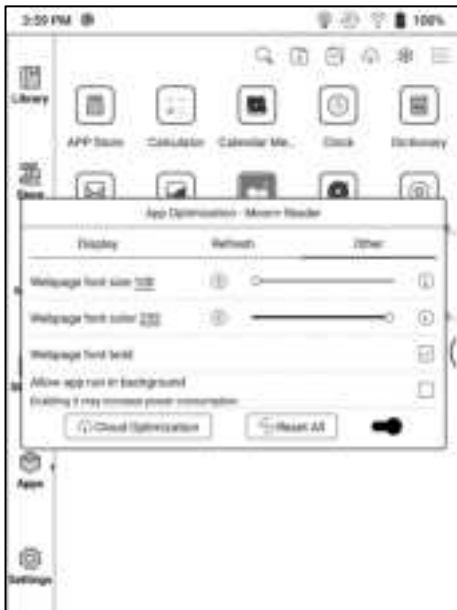 3:59 PM
100%
Library
APP Store
Calculator
Calendar Me...
Clock
Dictionary
Store
App Optimization - Moon+ Reader
Display
Refresh
Other
Webpage font size 100
Webpage font color
Webpage font bold
Allow app run in background
Enabling it may increase power consumption
Cloud Optimization
Reset All
Apps
Settings